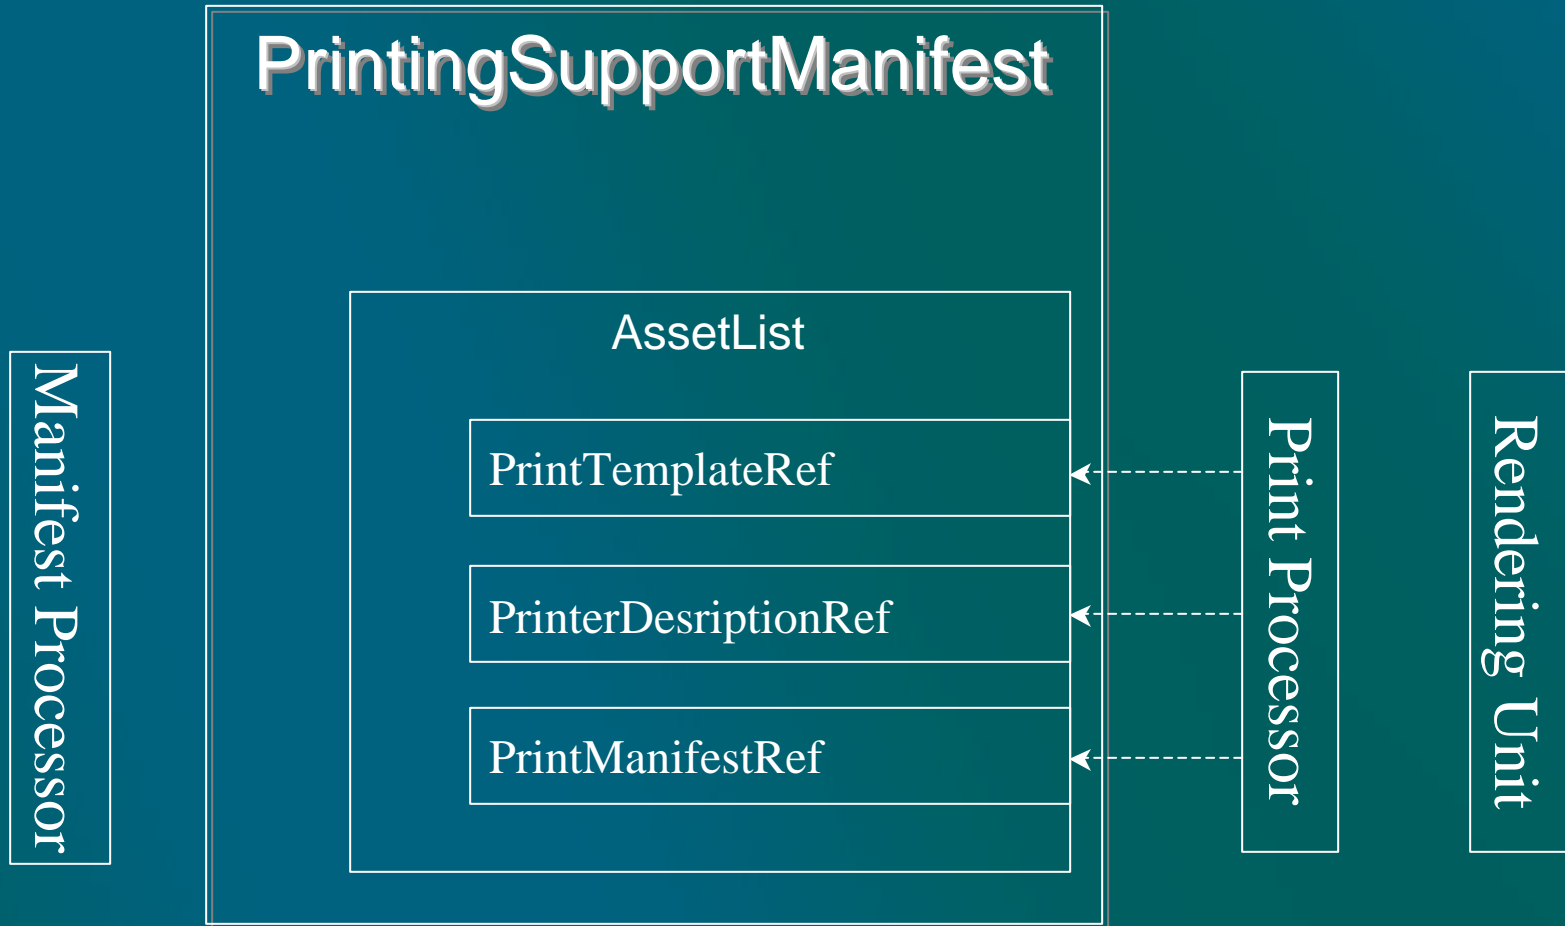 PrintingSupportManifest
AssetList
Manifest Processor
PrintTemplateRef
PrinterDesriptionRef
PrintManifestRef
Print Processor
Rendering Unit